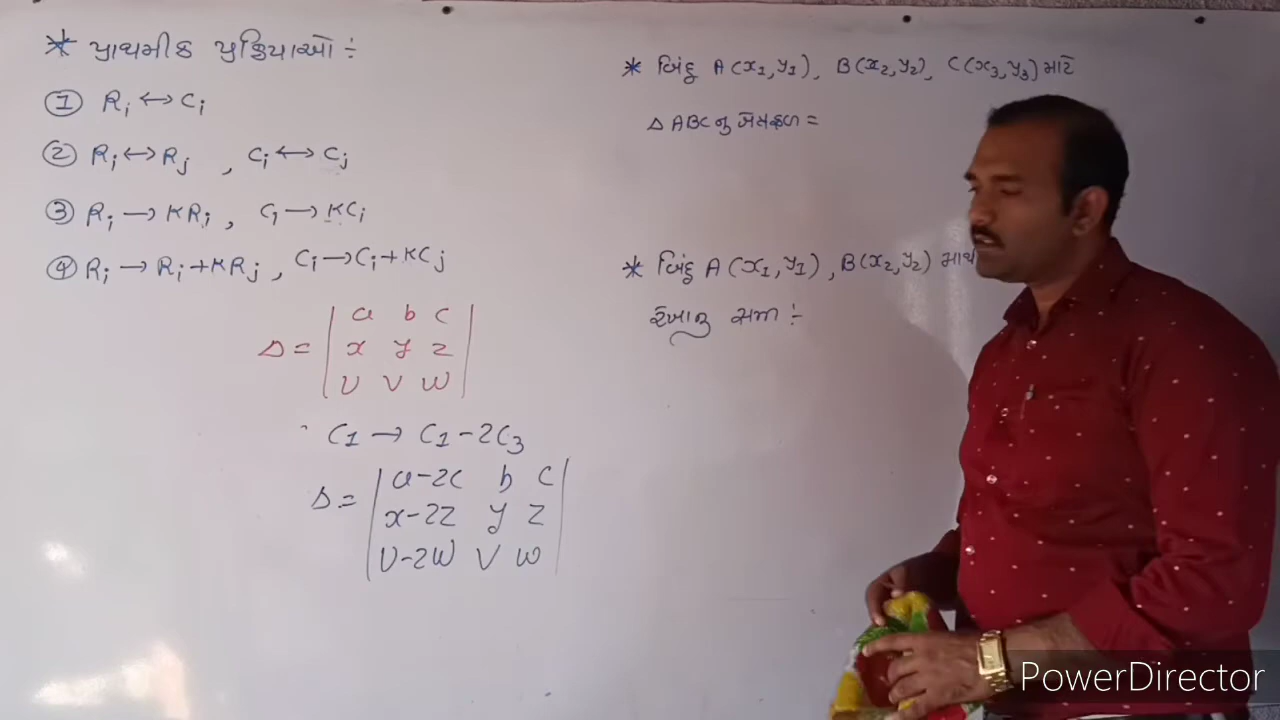 * પ્રાથમીક પ્રક્રિયાઓ ÷
① Ri ↔ Ci
② Ri ↔ Rj , Ci ↔ Cj
③ Ri → KRi , Ci → KCi
④ Ri → Ri+KRj , Ci → Ci+KCj
Δ = | a b c |
| x y z |
| U V W |
C1 → C1 - 2C3
Δ = | a-2c b c |
| x-2z y z |
| U-2W V W |
* બિંદુ A(x1,y1), B(x2,y2), C(x3,y3) માટે
Δ ABC નુ ક્ષેત્રફળ =
* બિંદુ A(x1,y1), B(x2,y2)
રેખાનુ સમી ÷
PowerDirector